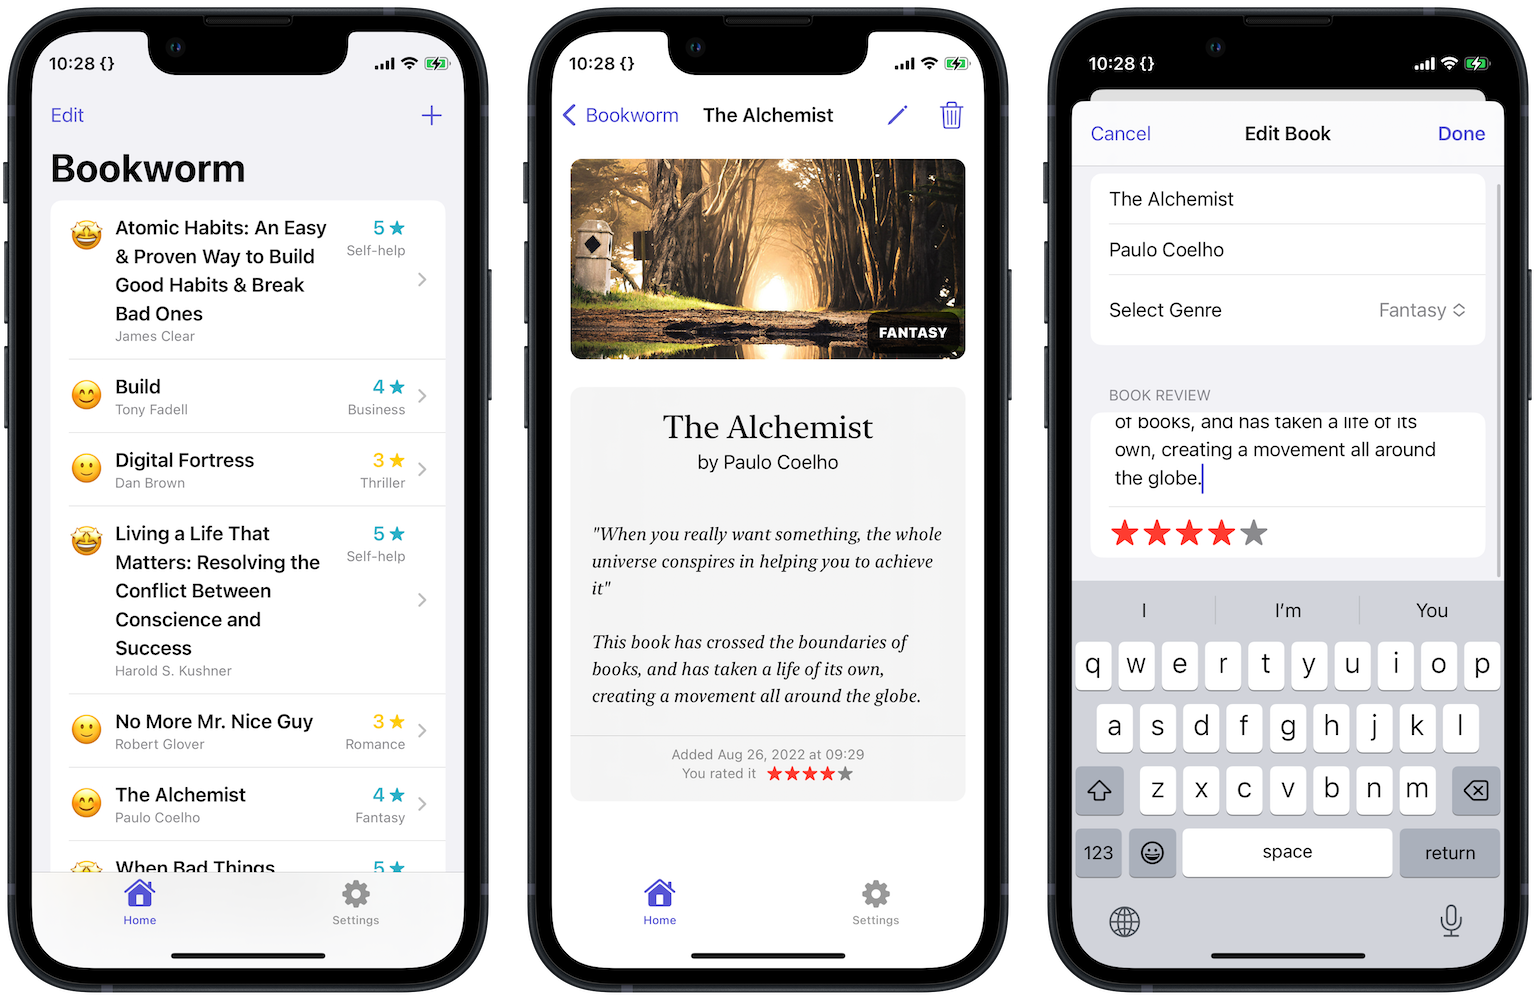 10:28 {}
Edit
Bookworm
Atomic Habits: An Easy
& Proven Way to Build
Good Habits & Break
Bad Ones
James Clear
5
Self-help
Build
Tony Fadell
4
Business
Digital Fortress
Dan Brown
3
Thriller
Living a Life That
Matters: Resolving the
Conflict Between
Conscience and
Success
Harold S. Kushner
5
Self-help
No More Mr. Nice Guy
Robert Glover
3
Romance
The Alchemist
Paulo Coelho
4
Fantasy
When Bad Things
5
Home
Settings
10:28 {}
Bookworm
The Alchemist
FANTASY
The Alchemist
by Paulo Coelho
"When you really want something, the whole
universe conspires in helping you to achieve
it"
This book has crossed the boundaries of
books, and has taken a life of its own,
creating a movement all around the globe.
Added Aug 26, 2022 at 09:29
You rated it
Home
Settings
10:28 {}
Cancel
Edit Book
Done
The Alchemist
Paulo Coelho
Select Genre
Fantasy
BOOK REVIEW
of books, and has taken a life of its
own, creating a movement all around
the globe.
I
I'm
You
q w e r t y u i o p
a s d f g h j k l
z x c v b n m
123
space
return